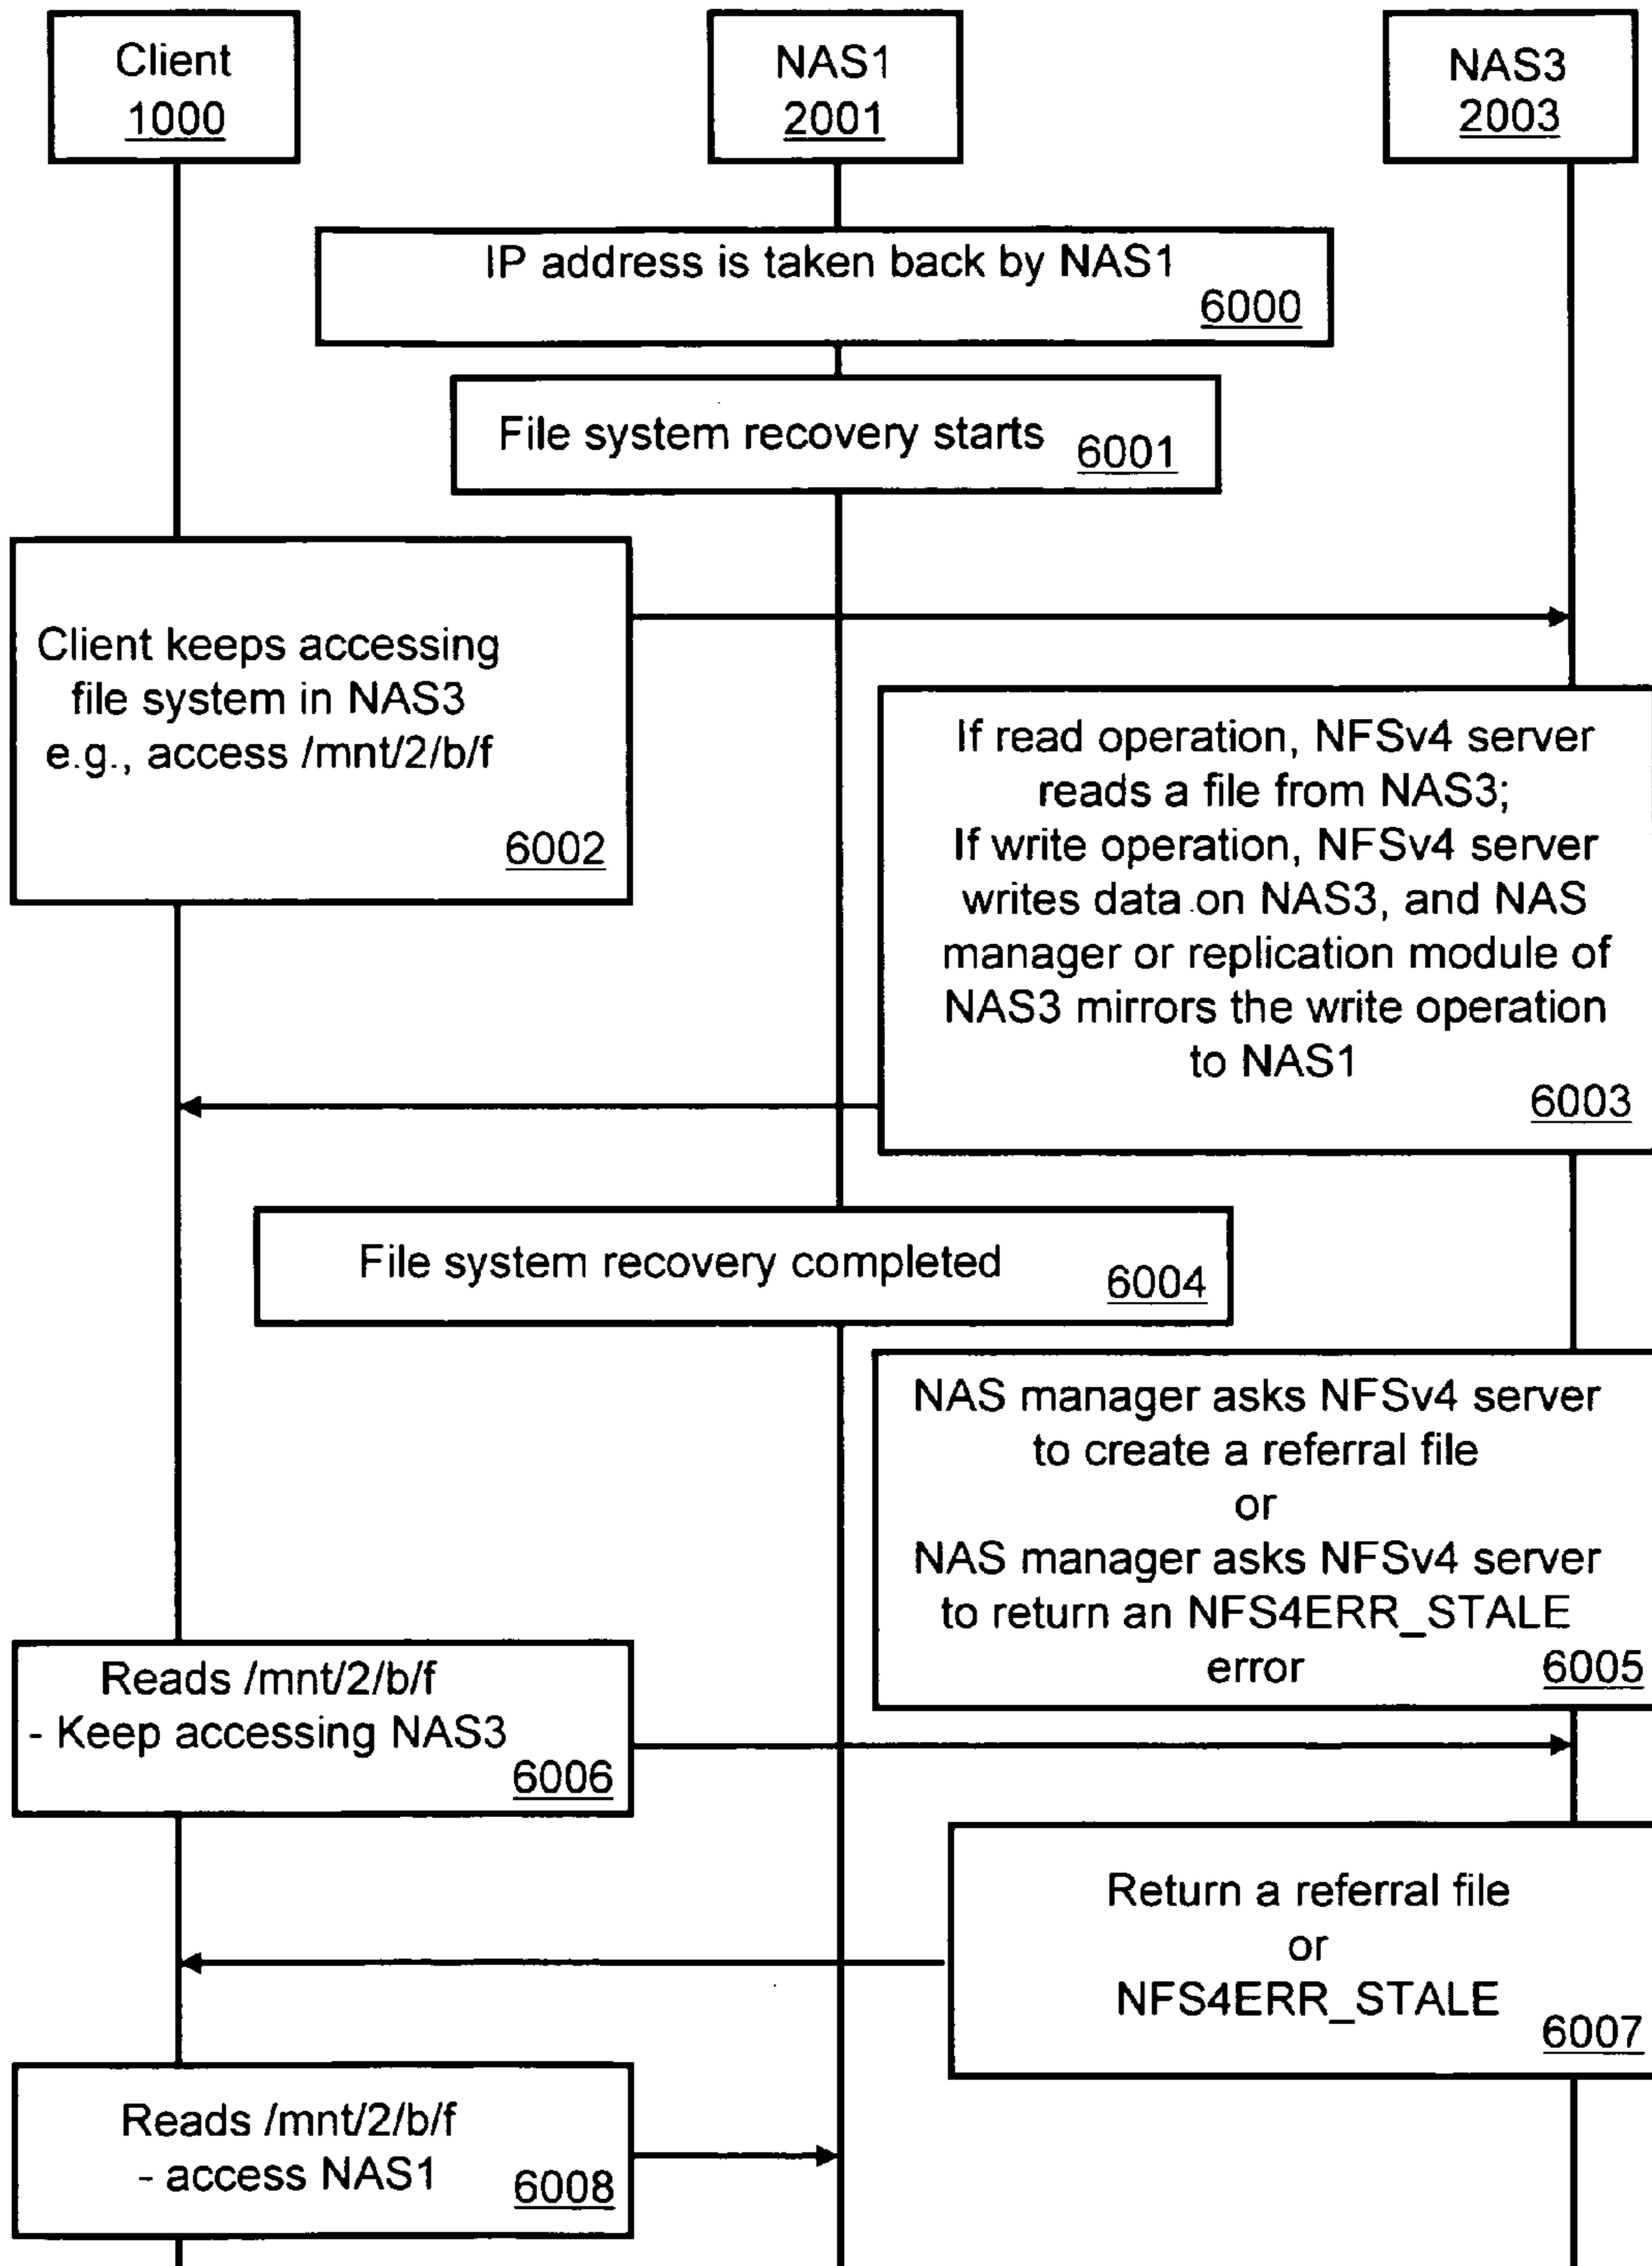 Client
1000
NAS1
2001
NAS3
2003
IP address is taken back by NAS1
6000
File system recovery starts 6001
Client keeps accessing
file system in NAS3
e.g., access /mnt/2/b/f
6002
If read operation, NFSv4 server
reads a file from NAS3;
If write operation, NFSv4 server
writes data on NAS3, and NAS
manager or replication module of
NAS3 mirrors the write operation
to NAS1
6003
File system recovery completed 6004
NAS manager asks NFSv4 server
to create a referral file
or
NAS manager asks NFSv4 server
to return an NFS4ERR_STALE
error 6005
Reads /mnt/2/b/f
- Keep accessing NAS3
6006
Return a referral file
or
NFS4ERR_STALE
6007
Reads /mnt/2/b/f
- access NAS1 6008